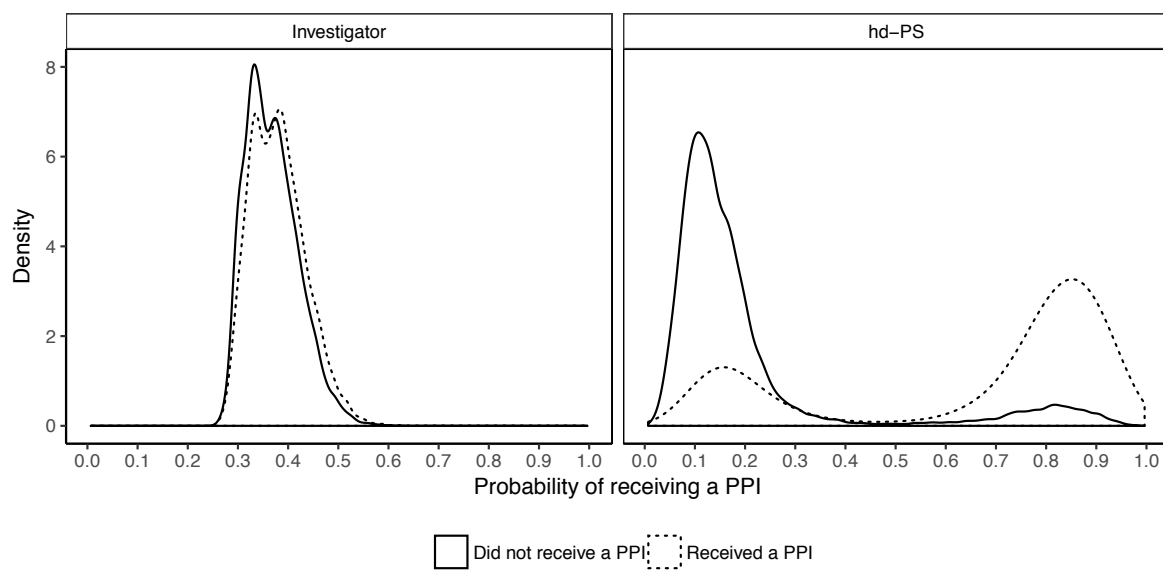 Investigator
hd−PS
Density
8
6
4
2
0
0.0 0.1 0.2 0.3 0.4 0.5 0.6 0.7 0.8 0.9 1.0
0.0 0.1 0.2 0.3 0.4 0.5 0.6 0.7 0.8 0.9 1.0
Probability of receiving a PPI
Did not receive a PPI Received a PPI